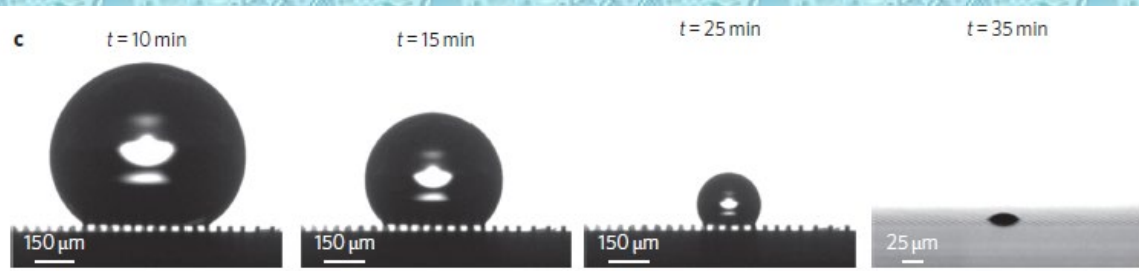 c
t = 10 min
t = 15 min
t = 25 min
t = 35 min
150 μm
150 μm
150 μm
25 μm